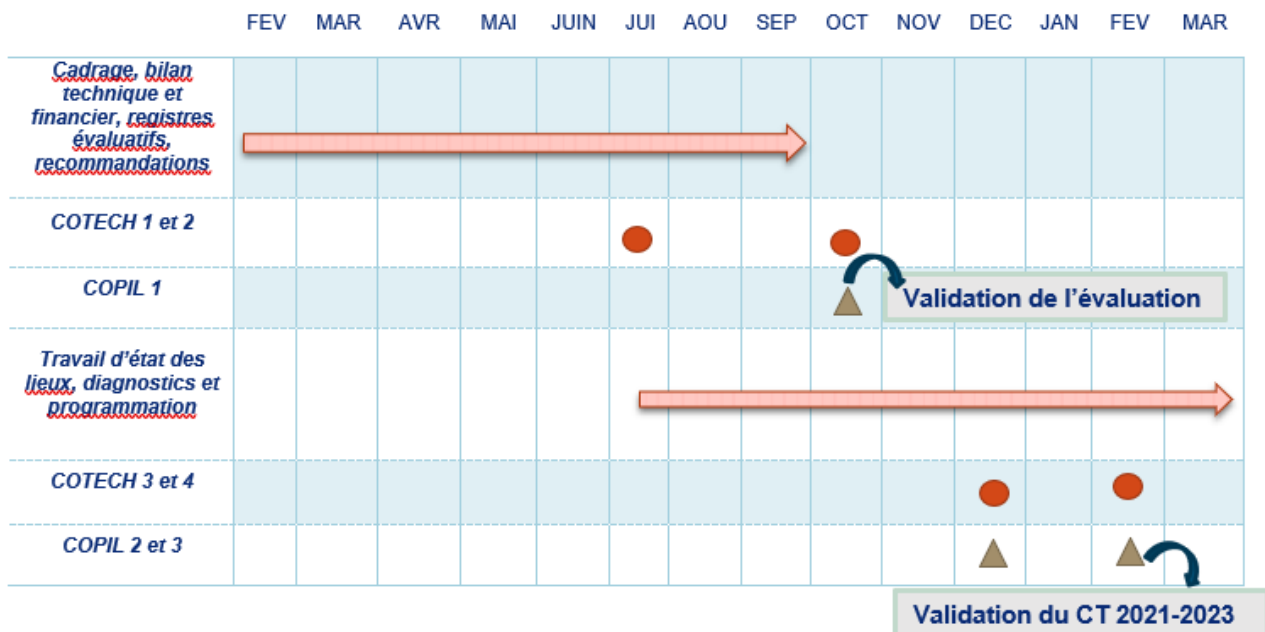 FEV MAR AVR MAI JUIN JUI AOU SEP OCT NOV DEC JAN FEV MAR
Cadrage, bilan
technique et
financier, registres
évaluatifs,
recommandations
COTECH 1 et 2
COPIL 1
Validation de l’évaluation
Travail d’état des
lieux, diagnostics et
programmation
COTECH 3 et 4
COPIL 2 et 3
Validation du CT 2021-2023